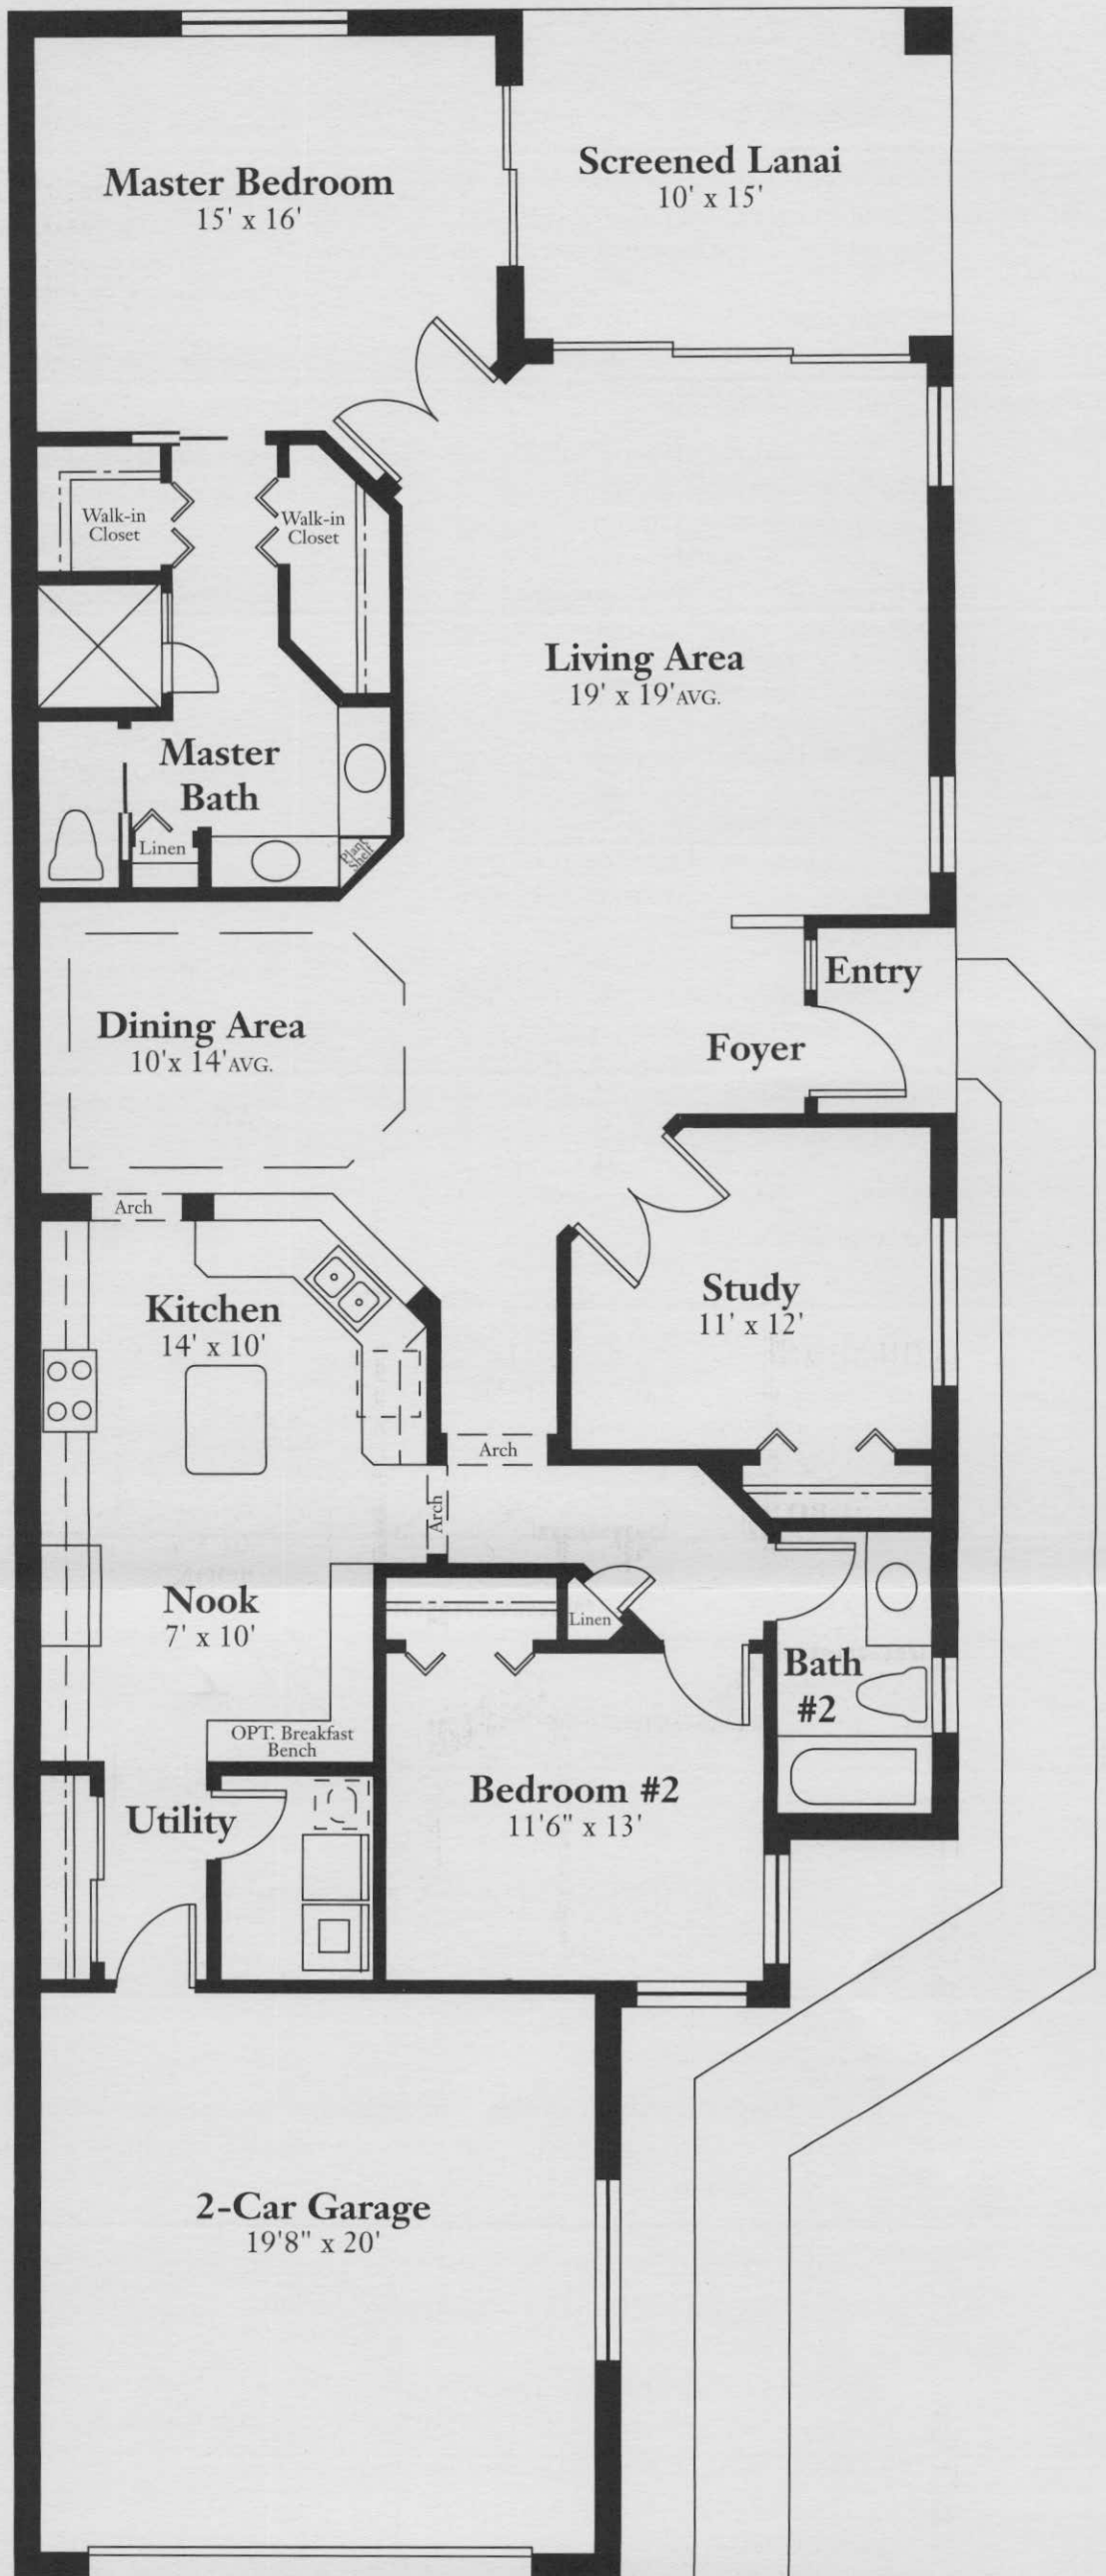 Master Bedroom
15' x 16'
Screened Lanai
10' x 15'
Walk-in
Closet
Walk-in
Closet
Living Area
19' x 19' AVG.
Master
Bath
Linen
Plant
Shelf
Entry
Dining Area
10'x 14' AVG.
Foyer
Arch
Kitchen
14' x 10'
Study
11' x 12'
Arch
Arch
Nook
7' x 10'
Linen
Bath
#2
OPT. Breakfast
Bench
Bedroom #2
11'6" x 13'
Utility
2-Car Garage
19'8" x 20'